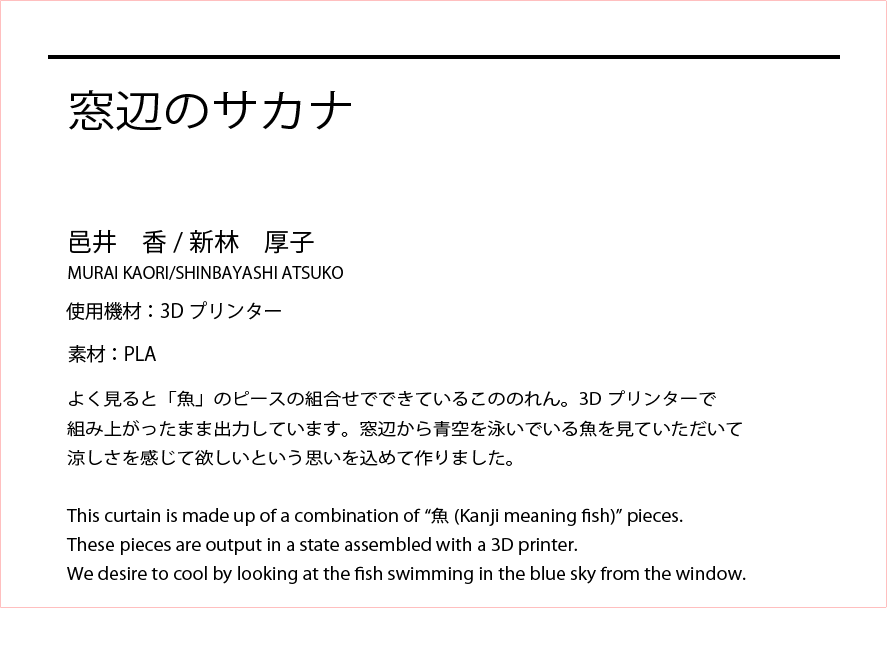 窓辺のサカナ
邑井　香 / 新林　厚子
MURAI KAORI/SHINBAYASHI ATSUKO
使用機材：3D プリンター
素材：PLA
よく見ると「魚」のピースの組合せでできているこののれん。3D プリンターで
組み上がったまま出力しています。窓辺から青空を泳いでいる魚を見ていただいて
涼しさを感じて欲しいという思いを込めて作りました。
This curtain is made up of a combination of “魚 (Kanji meaning fish)” pieces.
These pieces are output in a state assembled with a 3D printer.
We desire to cool by looking at the fish swimming in the blue sky from the window.